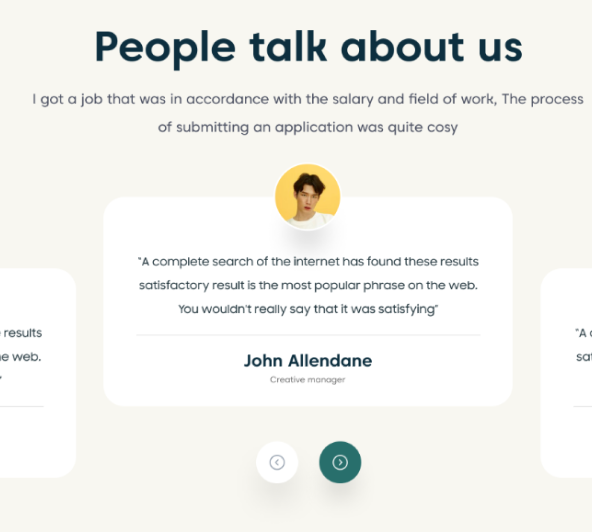 People talk about us
I got a job that was in accordance with the salary and field of work, The process
of submitting an application was quite cosy
"A complete search of the internet has found these results
satisfactory result is the most popular phrase on the web.
You wouldn't really say that it was satisfying"
John Allendane
Creative manager
results
web.
"A